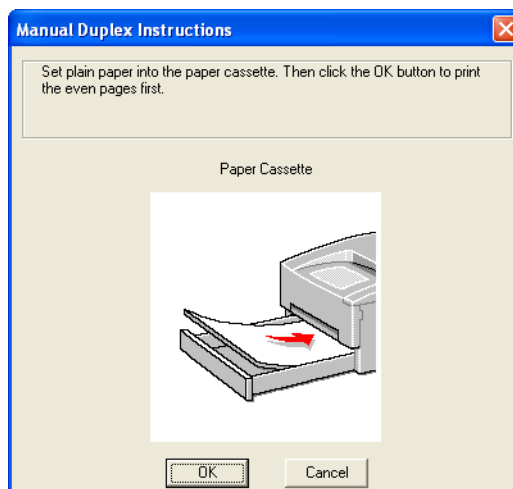 Manual Duplex Instructions
Set plain paper into the paper cassette. Then click the OK button to print
the even pages first.
Paper Cassette
OK
Cancel